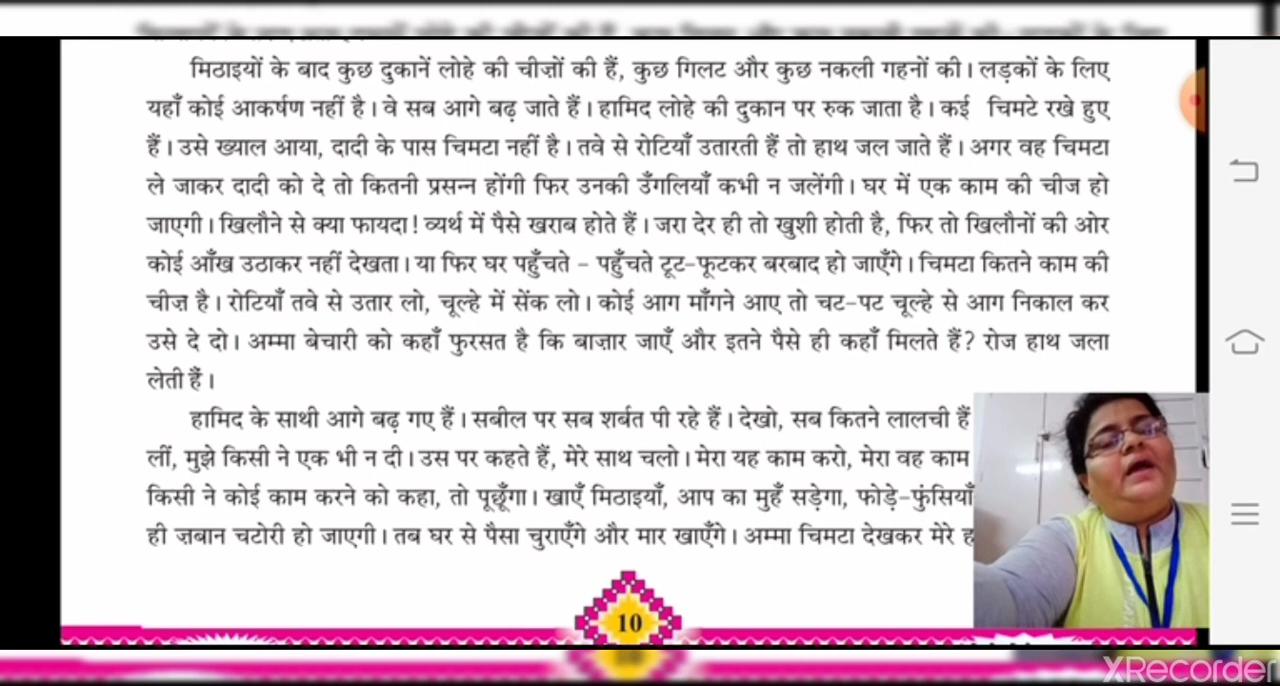 मिठाइयों के बाद कुछ दुकानें लोहे की चीज़ों की हैं, कुछ गिलट और कुछ नकली गहनों की। लड़कों के लिए
यहाँ कोई आकर्षण नहीं है। वे सब आगे बढ़ जाते हैं। हामिद लोहे की दुकान पर रुक जाता है। कई चिमटे रखे हुए
हैं। उसे ख्याल आया, दादी के पास चिमटा नहीं है। तवे से रोटियाँ उतारती हैं तो हाथ जल जाते हैं। अगर वह चिमटा
ले जाकर दादी को दे तो कितनी प्रसन्न होंगी फिर उनकी उँगलियाँ कभी न जलेंगी। घर में एक काम की चीज हो
जाएगी। खिलौने से क्या फायदा! व्यर्थ में पैसे खराब होते हैं। जरा देर ही तो खुशी होती है, फिर तो खिलौनों की ओर
कोई आँख उठाकर नहीं देखता। या फिर घर पहुँचते - पहुँचते टूट-फूटकर बरबाद हो जाएँगे। चिमटा कितने काम की
चीज़ है। रोटियाँ तवे से उतार लो, चूल्हे में सेंक लो। कोई आग माँगने आए तो चट-पट चूल्हे से आग निकाल कर
उसे दे दो। अम्मा बेचारी को कहाँ फुरसत है कि बाज़ार जाएँ और इतने पैसे ही कहाँ मिलते हैं? रोज हाथ जला
लेती हैं।
हामिद के साथी आगे बढ़ गए हैं। सबील पर सब शर्बत पी रहे हैं। देखो, सब कितने लालची हैं
लीं, मुझे किसी ने एक भी न दी। उस पर कहते हैं, मेरे साथ चलो। मेरा यह काम करो, मेरा वह काम
किसी ने कोई काम करने को कहा, तो पूछूँगा। खाएँ मिठाइयाँ, आप का मुहँ सड़ेगा, फोड़े-फुंसियाँ
ही ज़बान चटोरी हो जाएगी। तब घर से पैसा चुराएँगे और मार खाएँगे। अम्मा चिमटा देखकर मेरे
10
XRecorder